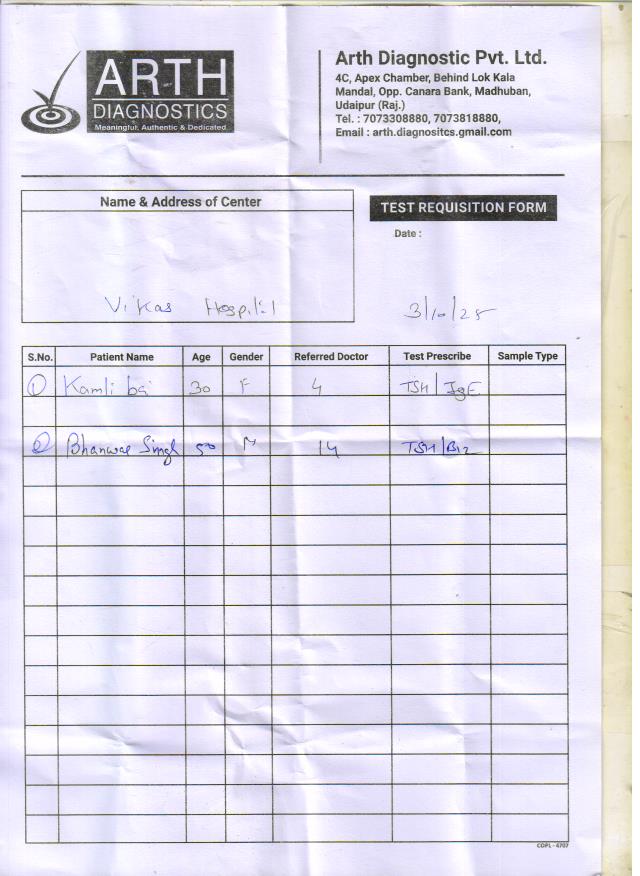 ARTH
DIAGNOSTICS
Meaningful, Authentic & Dedicated
Arth Diagnostic Pvt. Ltd.
4C, Apex Chamber, Behind Lok Kala
Mandal, Opp. Canara Bank, Madhuban,
Udaipur (Raj.)
Tel. : 7073308880, 7073818880,
Email : arth.diagnositcs.gmail.com
Name & Address of Center
Vikas Hospital
TEST REQUISITION FORM
Date :
3/10/25
S.No. Patient Name Age Gender Referred Doctor Test Prescribe Sample Type
1 Kamli bai 30 F 4 TSH/IgE
2 Bhanwar Singh 50 M 14 TSH/B12
COPL - 4707